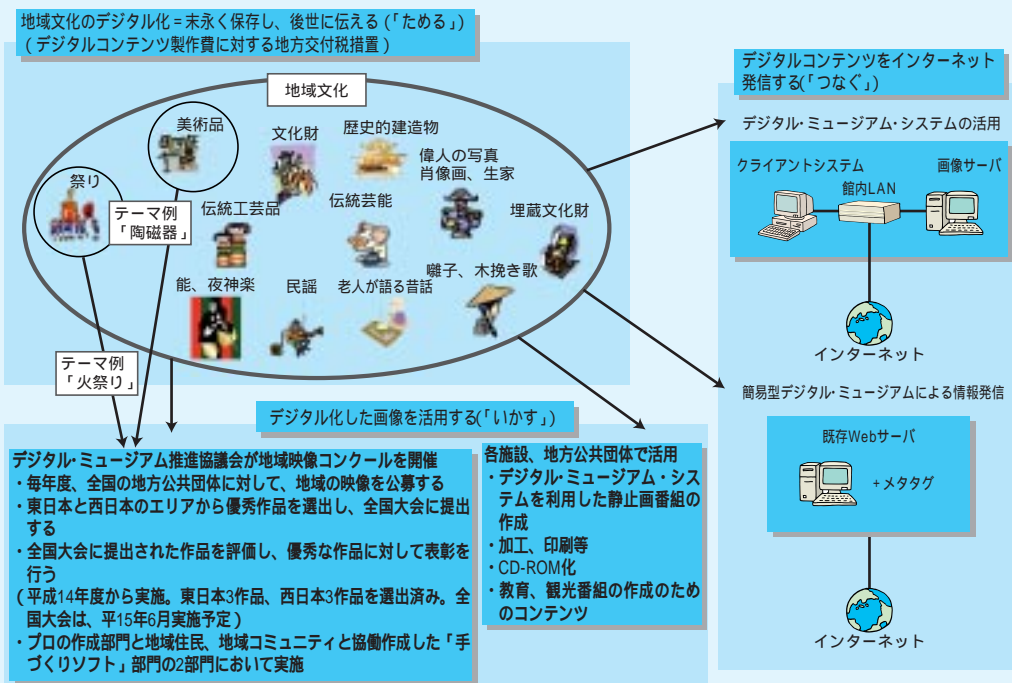 地域文化のデジタル化=末永く保存し、後世に伝える(「ためる」)
(デジタルコンテンツ製作費に対する地方交付税措置)
地域文化
美術品
文化財
歴史的建造物
偉人の写真
肖像画、生家
祭り
テーマ例
「陶磁器」
伝統工芸品
伝統芸能
埋蔵文化財
能、夜神楽
民謡
老人が語る昔話
囃子、木挽き歌
テーマ例
「火祭り」
デジタル化した画像を活用する(「いかす」)
デジタル・ミュージアム推進協議会が地域映像コンクールを開催
・毎年度、全国の地方公共団体に対して、地域の映像を公募する
・東日本と西日本のエリアから優秀作品を選出し、全国大会に提出
する
・全国大会に提出された作品を評価し、優秀な作品に対して表彰を
行う
(平成14年度から実施。東日本3作品、西日本3作品を選出済み。全
国大会は、平15年6月実施予定)
・プロの作成部門と地域住民、地域コミュニティと協働作成した「手
づくりソフト」部門の2部門において実施
各施設、地方公共団体で活用
・デジタル・ミュージアム・シス
テムを利用した静止画番組の
作成
・加工、印刷等
・CD-ROM化
・教育、観光番組の作成のため
のコンテンツ
デジタルコンテンツをインターネット
発信する(「つなぐ」)
デジタル・ミュージアム・システムの活用
クライアントシステム
画像サーバ
館内LAN
インターネット
簡易型デジタル・ミュージアムによる情報発信
既存Webサーバ
+メタタグ
インターネット